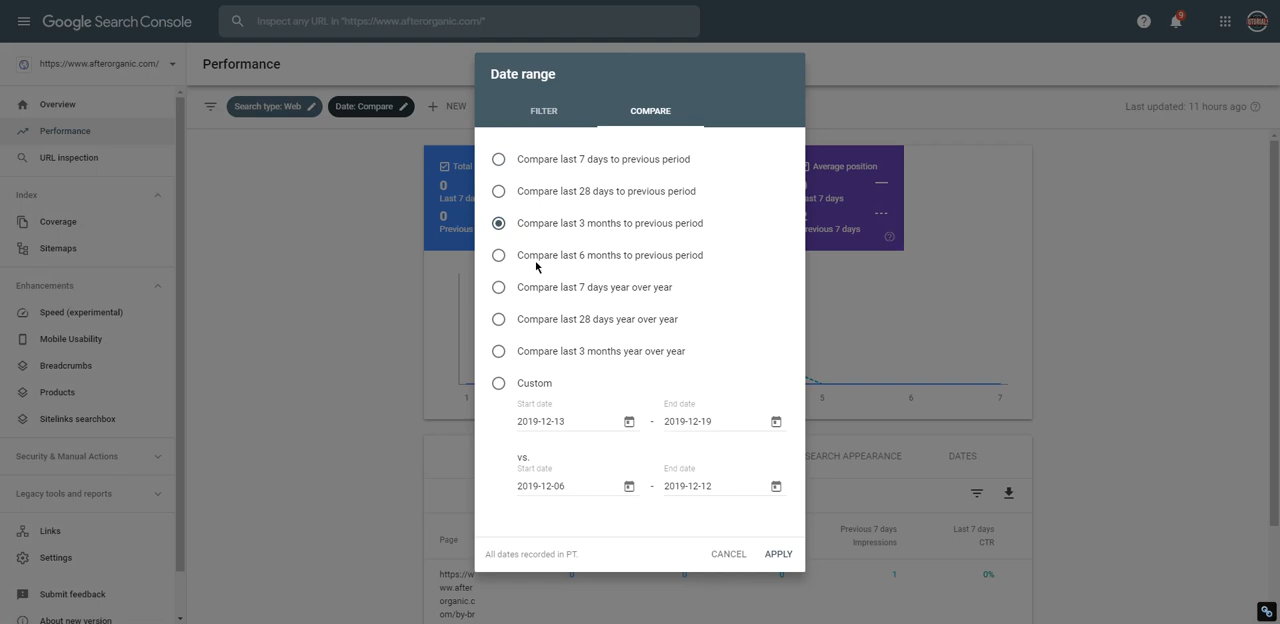 Google Search Console
Inspect any URL in "https://www.afterorganic.com/"
9
https://www.afterorganic.com/
Performance
Search type: Web
Date: Compare
NEW
Last updated: 11 hours ago
Overview
Performance
URL inspection
Index
Coverage
Sitemaps
Enhancements
Speed (experimental)
Mobile Usability
Breadcrumbs
Products
Sitelinks searchbox
Security & Manual Actions
Legacy tools and reports
Links
Settings
Submit feedback
About new version
Total
0
Last 7 da
0
Previous
Date range
FILTER
COMPARE
Compare last 7 days to previous period
Compare last 28 days to previous period
Compare last 3 months to previous period
Compare last 6 months to previous period
Compare last 7 days year over year
Compare last 28 days year over year
Compare last 3 months year over year
Custom
Start date
End date
2019-12-13 - 2019-12-19
vs.
Start date
End date
2019-12-06 - 2019-12-12
All dates recorded in PT.
CANCEL
APPLY
Average position
ast 7 days
revious 7 days
1
5
6
7
SEARCH APPEARANCE
DATES
Page
Previous 7 days
Impressions
Last 7 days
CTR
https://w
ww.after
organic.c
om/by-br
0
0
0
1
0%